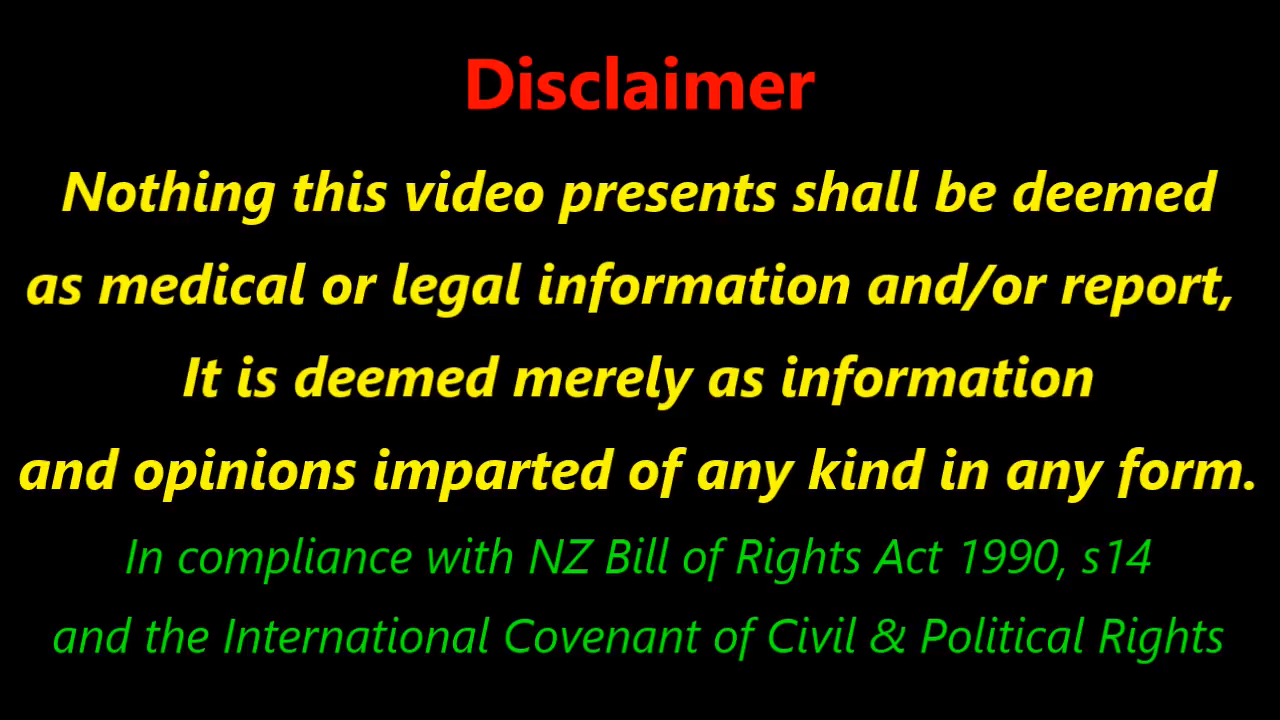 Disclaimer
Nothing this video presents shall be deemed
as medical or legal information and/or report,
It is deemed merely as information
and opinions imparted of any kind in any form.
In compliance with NZ Bill of Rights Act 1990, s14
and the International Covenant of Civil & Political Rights